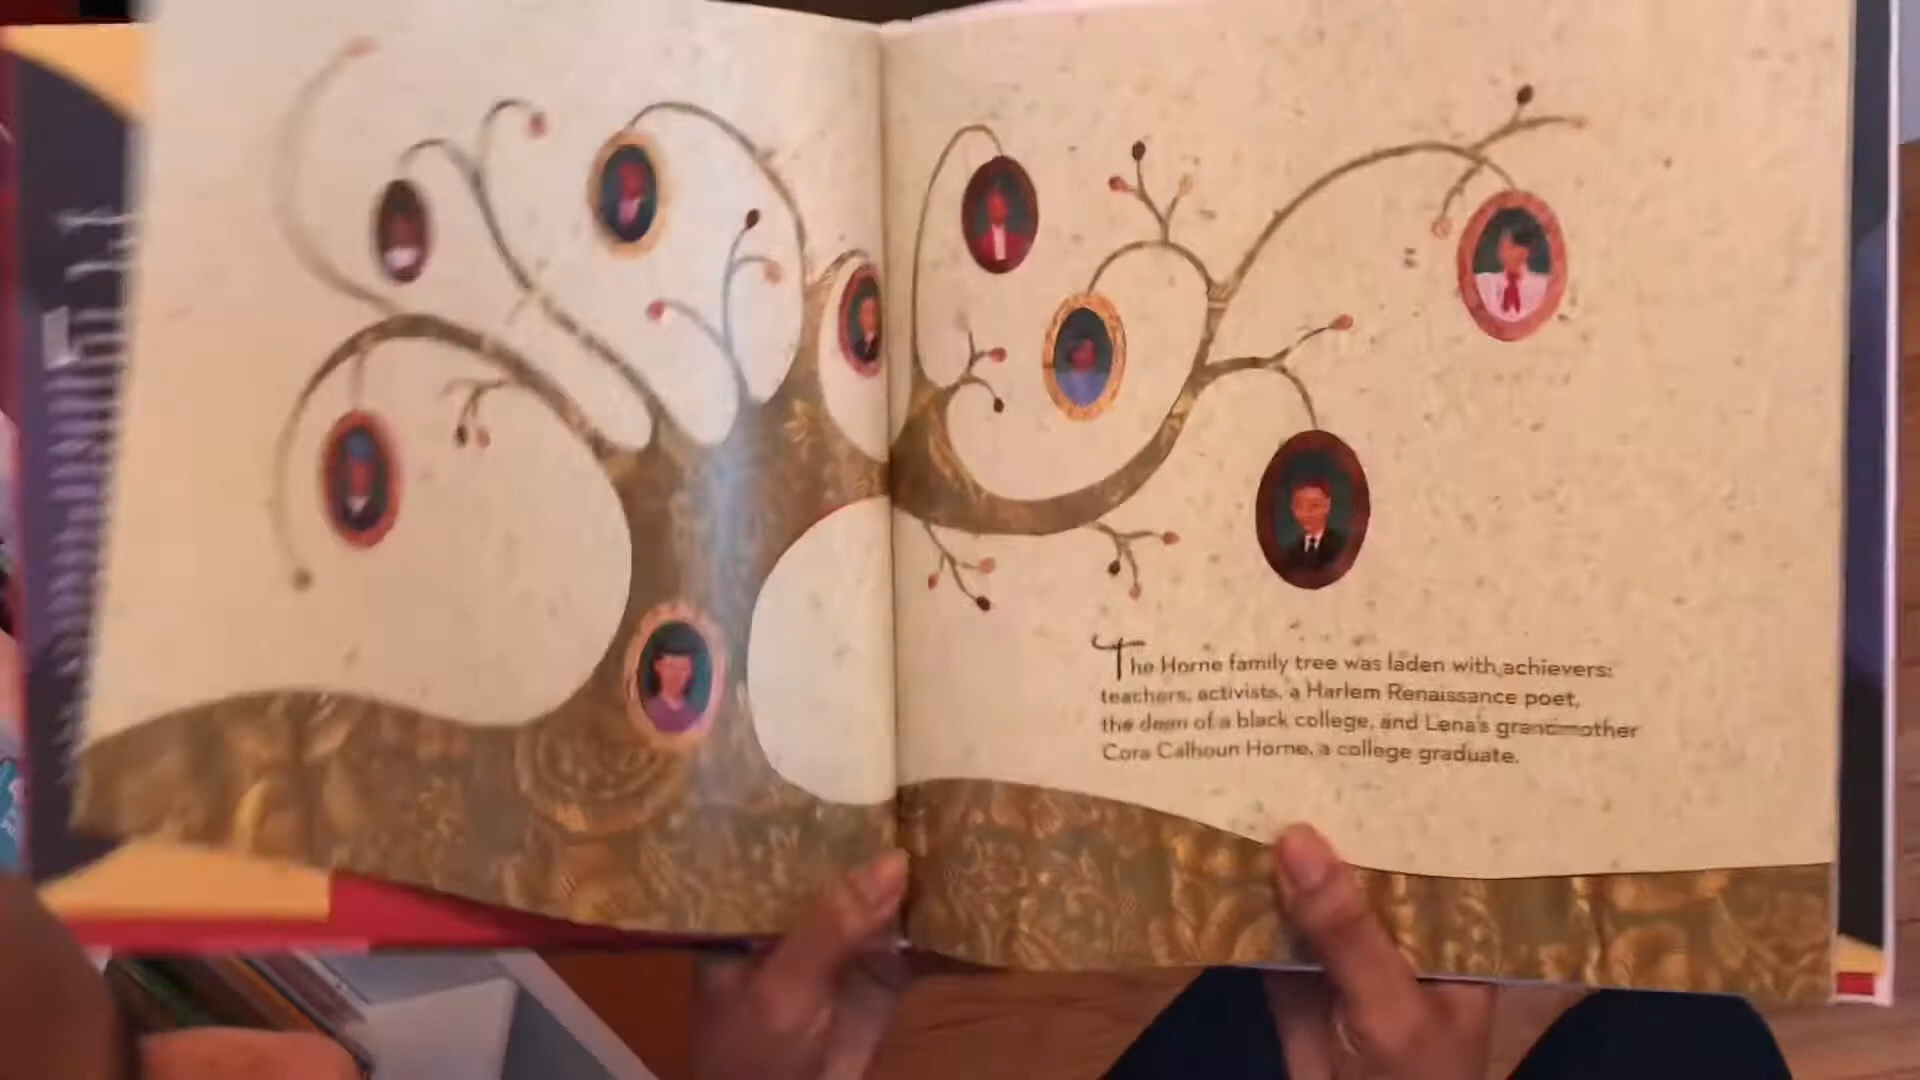 The Horne family tree was laden with achievers:
teachers, activists, a Harlem Renaissance poet,
the dean of a black college, and Lena's grandmother
Cora Calhoun Horne, a college graduate.